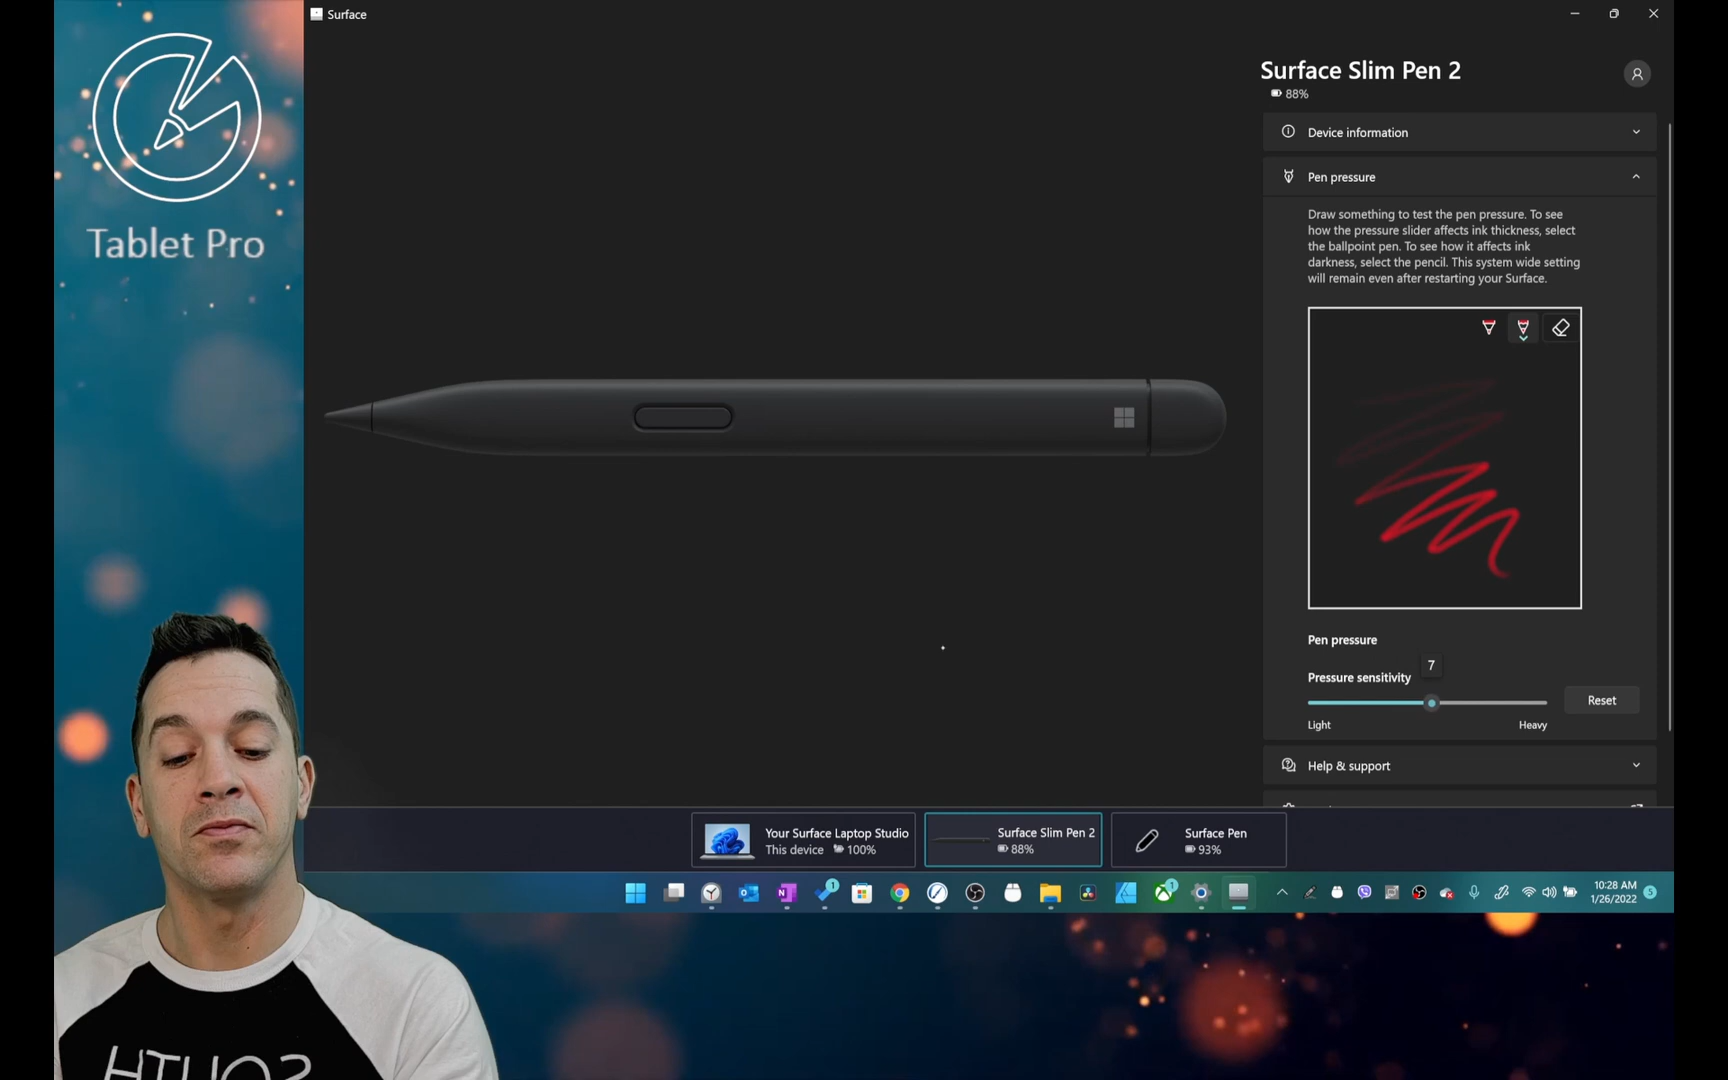 Surface
Tablet Pro
Surface Slim Pen 2
88%
Device information
Pen pressure
Draw something to test the pen pressure. To see
how the pressure slider affects ink thickness, select
the ballpoint pen. To see how it affects ink
darkness, select the pencil. This system wide setting
will remain even after restarting your Surface.
Pen pressure
7
Pressure sensitivity
Reset
Light Heavy
Help & support
Your Surface Laptop Studio
This device 100%
Surface Slim Pen 2
88%
Surface Pen
93%
1
1
10:28 AM
1/26/2022
5
SOUTH